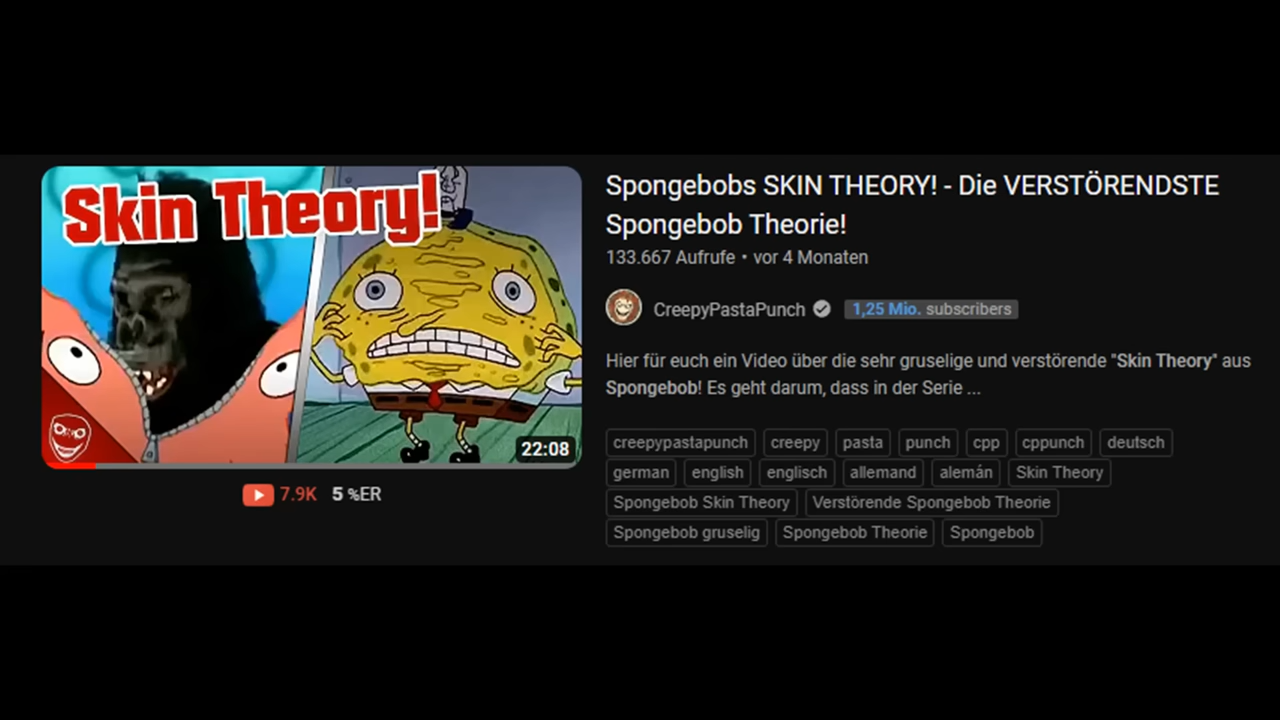 Skin Theory!
22:08
7.9K 5 %ER
Spongebobs SKIN THEORY! - Die VERSTÖRENDSTE
Spongebob Theorie!
133.667 Aufrufe • vor 4 Monaten
CreepyPastaPunch 1,25 Mio. subscribers
Hier für euch ein Video über die sehr gruselige und verstörende "Skin Theory" aus
Spongebob! Es geht darum, dass in der Serie ...
creepypastapunch creepy pasta punch cpp cppunch deutsch
german english englisch allemand alemán Skin Theory
Spongebob Skin Theory Verstörende Spongebob Theorie
Spongebob gruselig Spongebob Theorie Spongebob